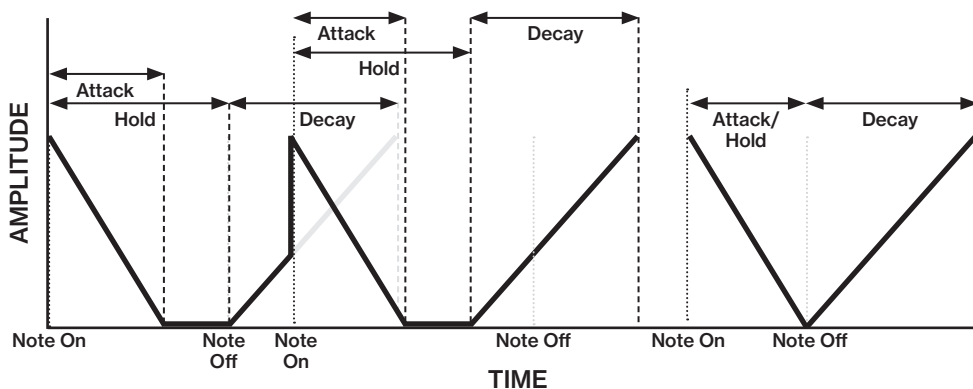 Attack
Decay
Hold
Attack
Hold
Decay
Attack/
Hold
Decay
AMPLITUDE
Note On
Note
Off
Note
On
Note Off
Note On
Note Off
TIME